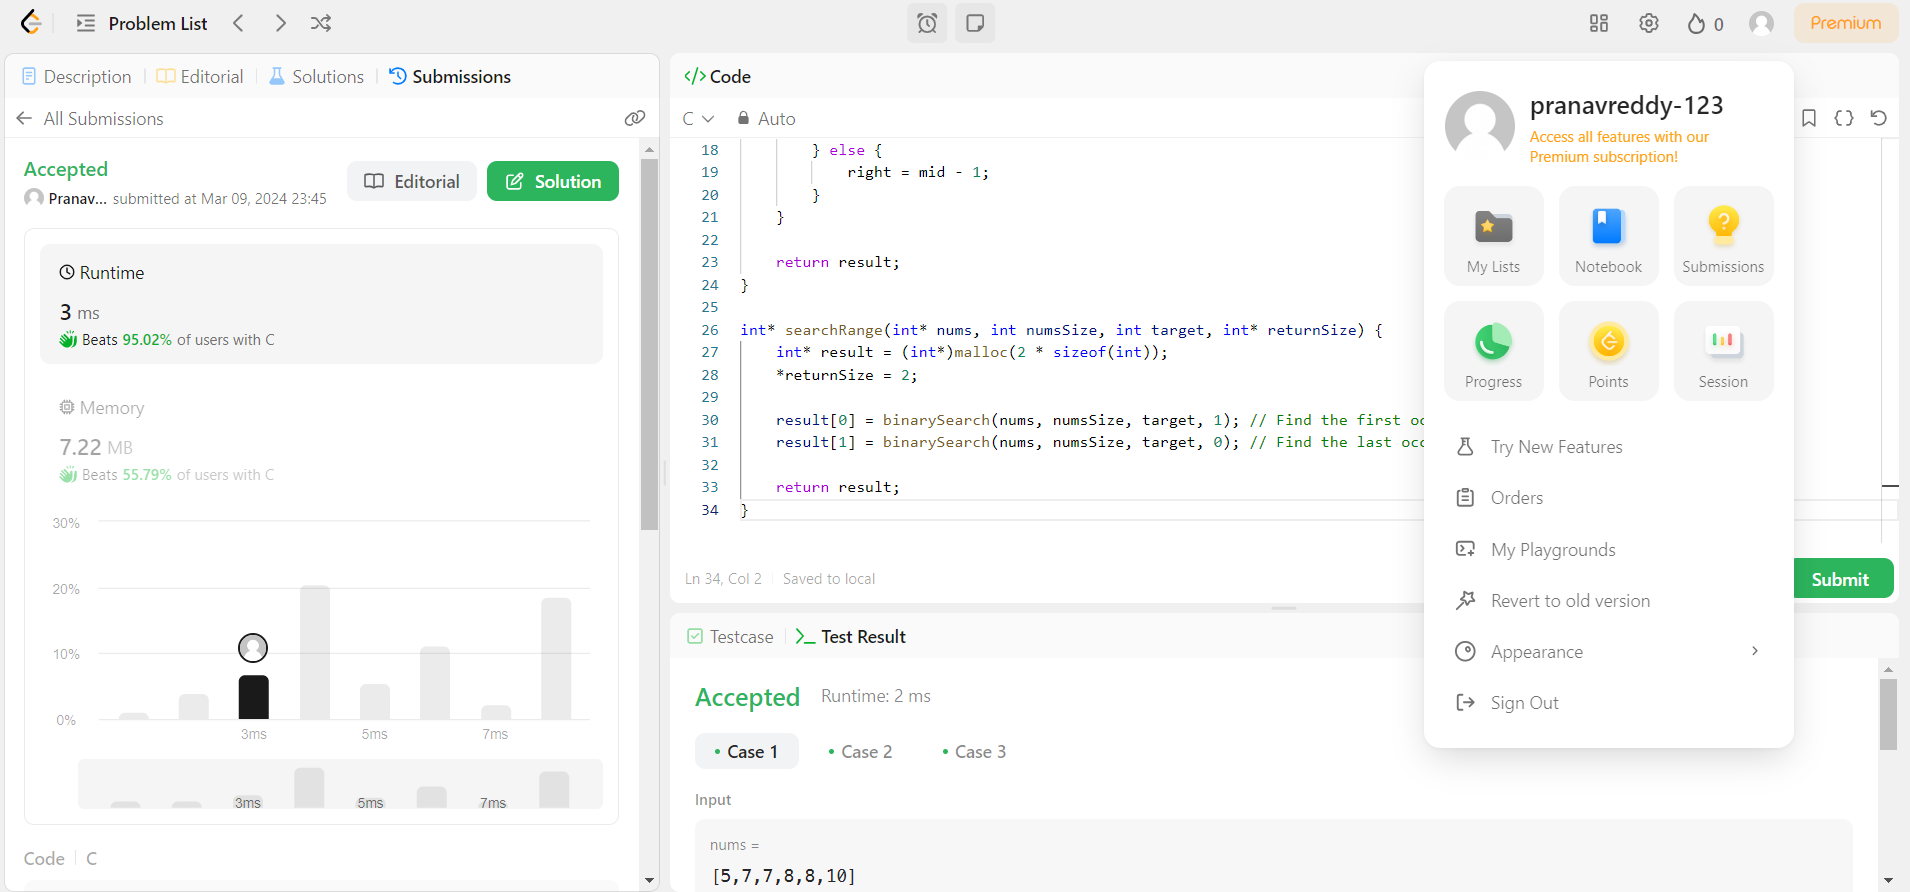 Problem List
0
Premium
Description
Editorial
Solutions
Submissions
All Submissions
Accepted
Pranav... submitted at Mar 09, 2024 23:45
Editorial
Solution
Runtime
3 ms
Beats 95.02% of users with C
Memory
7.22 MB
Beats 55.79% of users with C
30%
20%
10%
0%
3ms 5ms 7ms
3ms 5ms 7ms
Code C
</> Code
C
Auto
18 } else {
19 right = mid - 1;
20 }
21 }
22
23 return result;
24 }
25
26 int* searchRange(int* nums, int numsSize, int target, int* returnSize) {
27 int* result = (int*)malloc(2 * sizeof(int));
28 *returnSize = 2;
29
30 result[0] = binarySearch(nums, numsSize, target, 1); // Find the first oc
31 result[1] = binarySearch(nums, numsSize, target, 0); // Find the last occ
32
33 return result;
34 }
Ln 34, Col 2 Saved to local
Submit
Testcase
Test Result
Accepted Runtime: 2 ms
Case 1
Case 2
Case 3
Input
nums =
[5,7,7,8,8,10]
pranavreddy-123
Access all features with our
Premium subscription!
My Lists
Notebook
Submissions
Progress
Points
Session
Try New Features
Orders
My Playgrounds
Revert to old version
Appearance
Sign Out